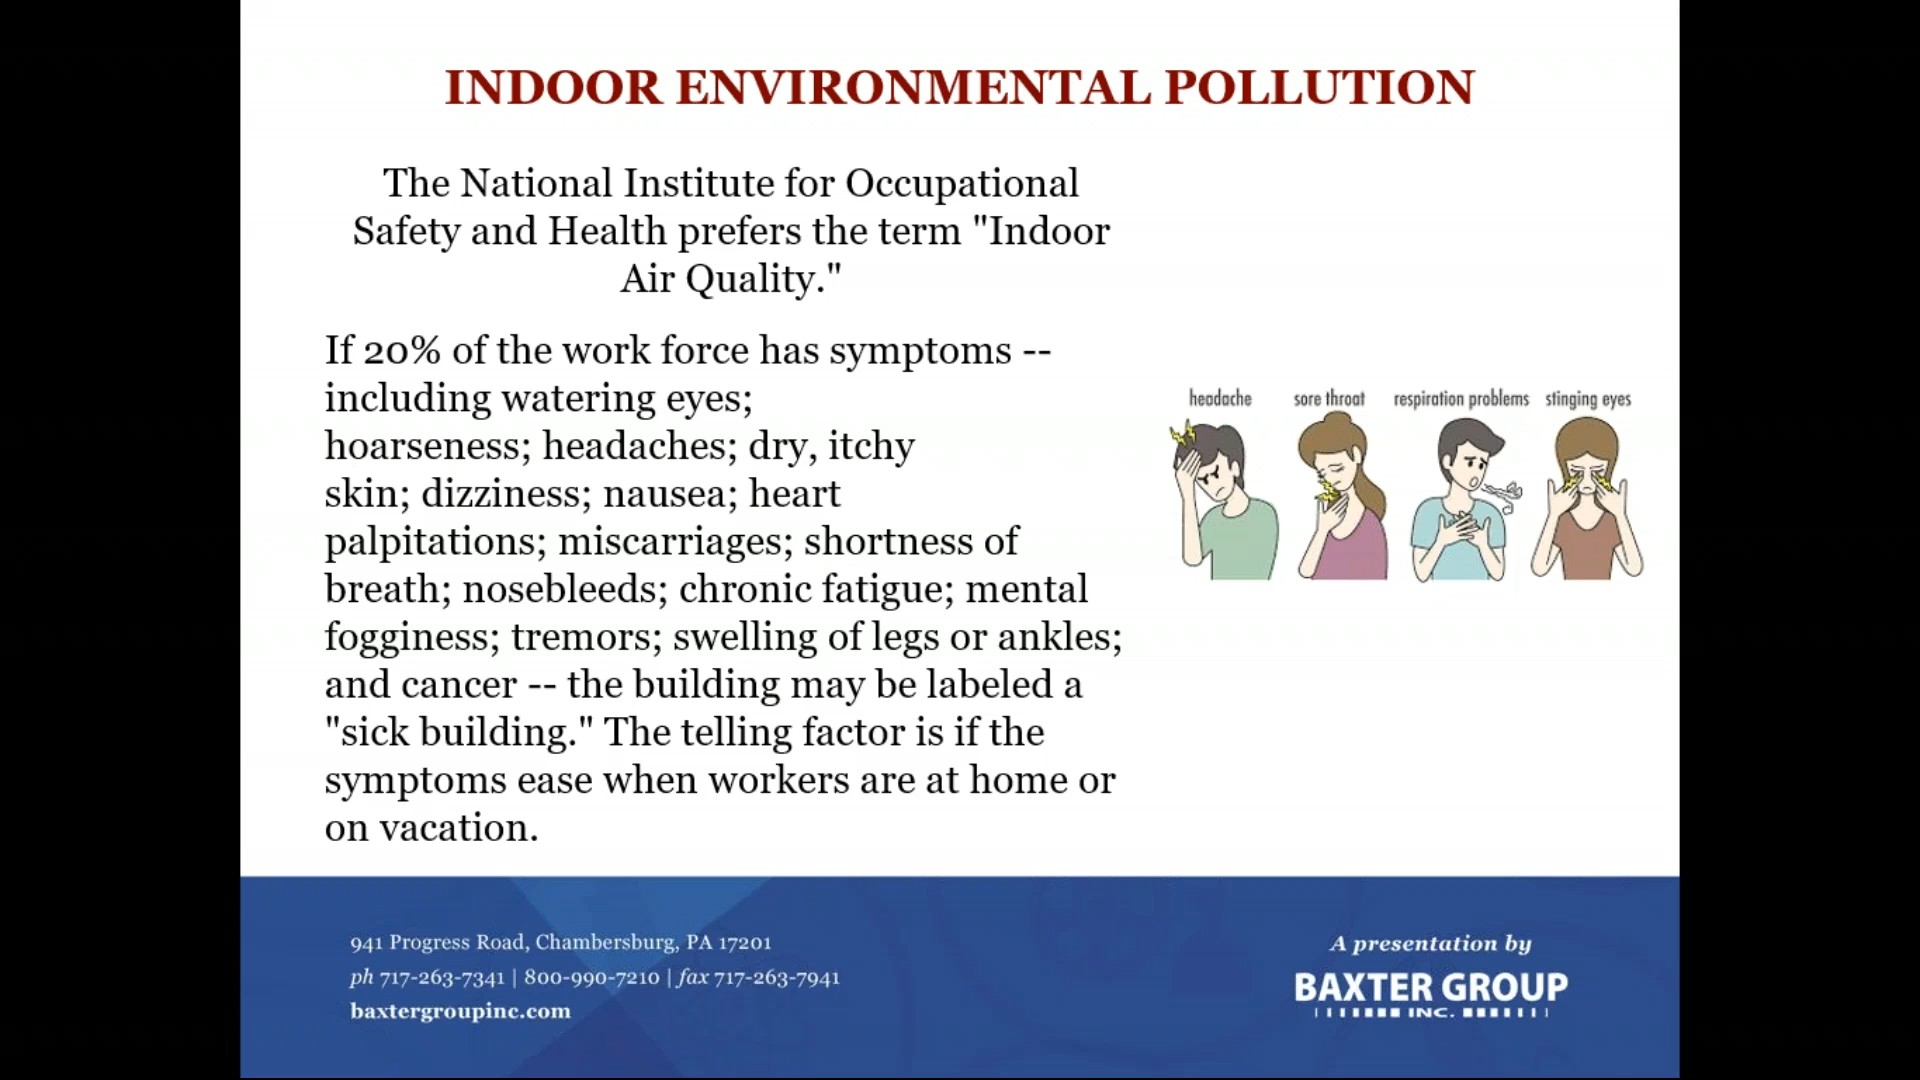 INDOOR ENVIRONMENTAL POLLUTION
The National Institute for Occupational
Safety and Health prefers the term "Indoor
Air Quality."
If 20% of the work force has symptoms --
including watering eyes;
hoarseness; headaches; dry, itchy
skin; dizziness; nausea; heart
palpitations; miscarriages; shortness of
breath; nosebleeds; chronic fatigue; mental
fogginess; tremors; swelling of legs or ankles;
and cancer -- the building may be labeled a
"sick building." The telling factor is if the
symptoms ease when workers are at home or
on vacation.
headache sore throat respiration problems stinging eyes
941 Progress Road, Chambersburg, PA 17201
ph 717-263-7341 | 800-990-7210 | fax 717-263-7941
baxtergroupinc.com
A presentation by
BAXTER GROUP
INC.